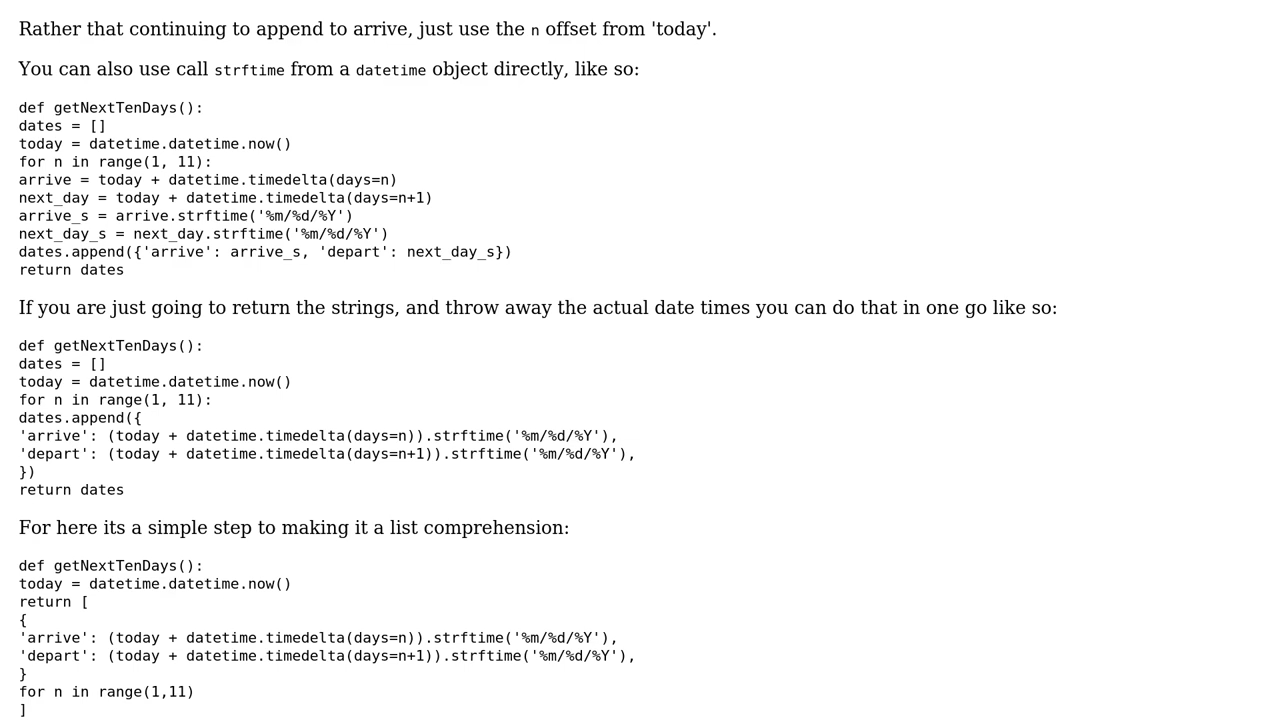 Rather that continuing to append to arrive, just use the n offset from 'today'.
You can also use call strftime from a datetime object directly, like so:
def getNextTenDays():
dates = []
today = datetime.datetime.now()
for n in range(1, 11):
arrive = today + datetime.timedelta(days=n)
next_day = today + datetime.timedelta(days=n+1)
arrive_s = arrive.strftime('%m/%d/%Y')
next_day_s = next_day.strftime('%m/%d/%Y')
dates.append({'arrive': arrive_s, 'depart': next_day_s})
return dates
If you are just going to return the strings, and throw away the actual date times you can do that in one go like so:
def getNextTenDays():
dates = []
today = datetime.datetime.now()
for n in range(1, 11):
dates.append({
'arrive': (today + datetime.timedelta(days=n)).strftime('%m/%d/%Y'),
'depart': (today + datetime.timedelta(days=n+1)).strftime('%m/%d/%Y'),
})
return dates
For here its a simple step to making it a list comprehension:
def getNextTenDays():
today = datetime.datetime.now()
return [
{
'arrive': (today + datetime.timedelta(days=n)).strftime('%m/%d/%Y'),
'depart': (today + datetime.timedelta(days=n+1)).strftime('%m/%d/%Y'),
}
for n in range(1,11)
]